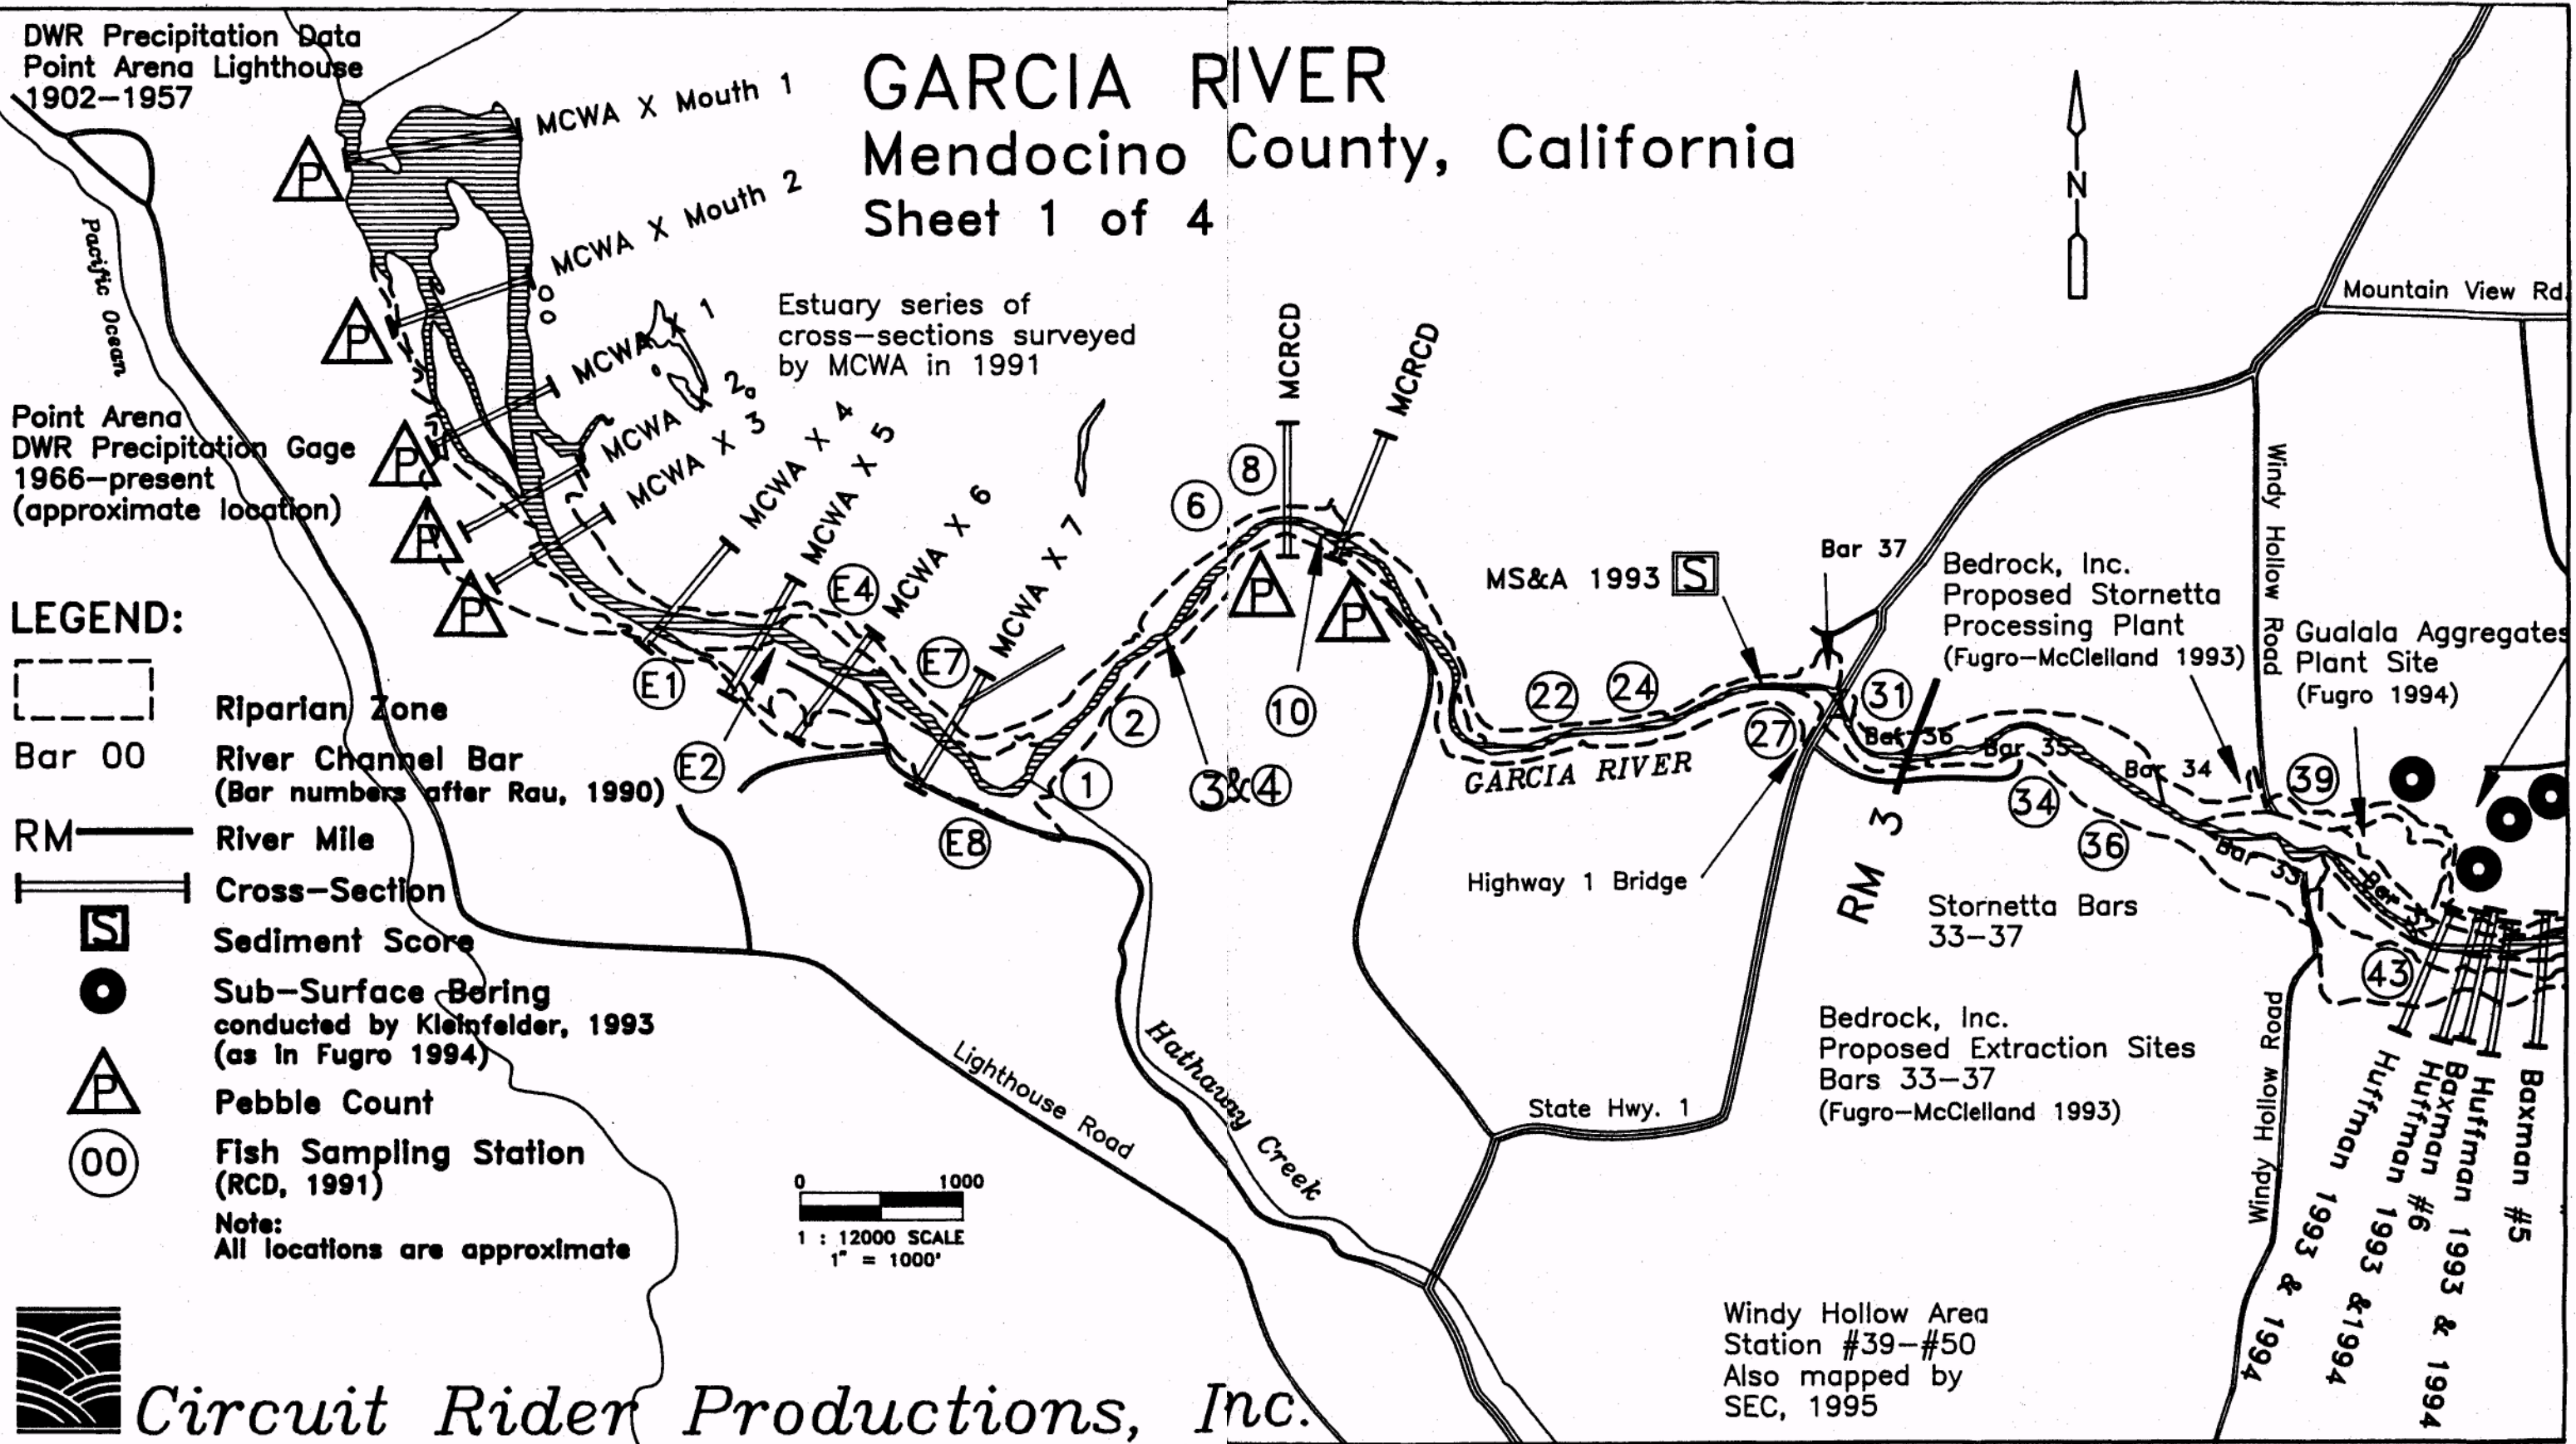 DWR Precipitation Data
Point Arena Lighthouse
1902–1957
GARCIA RIVER
Mendocino County, California
Sheet 1 of 4
MCWA X Mouth 1
MCWA X Mouth 2
MCWA X 1
MCWA X 2
MCWA X 3
MCWA X 4
MCWA X 5
MCWA X 6
MCWA X 7
Estuary series of
cross–sections surveyed
by MCWA in 1991
Pacific Ocean
P
P
P
P
P
P
P
Point Arena
DWR Precipitation Gage
1966–present
(approximate location)
N
Mountain View Rd.
MCRCD
MCRCD
E1
E2
E4
E7
E8
1
2
3&4
6
8
10
22
24
27
31
34
36
39
43
MS&A 1993 S
Bar 37
Bar 36
Bar 35
Bar 34
Bar 33
Bar 32
Bedrock, Inc.
Proposed Stornetta
Processing Plant
(Fugro–McClelland 1993)
Windy Hollow Road
Gualala Aggregates
Plant Site
(Fugro 1994)
GARCIA RIVER
Highway 1 Bridge
RM 3
Stornetta Bars
33–37
Bedrock, Inc.
Proposed Extraction Sites
Bars 33–37
(Fugro–McClelland 1993)
State Hwy. 1
Hathaway Creek
Lighthouse Road
Windy Hollow Road
Huffman 1993 & 1994
Huffman 1993 &1994
Baxman #6
Huffman 1993 & 1994
Baxman #5
Windy Hollow Area
Station #39–#50
Also mapped by
SEC, 1995
LEGEND:
Riparian Zone
Bar 00 River Channel Bar
(Bar numbers after Rau, 1990)
RM River Mile
Cross–Section
S Sediment Score
Sub–Surface Boring
conducted by Kleinfelder, 1993
(as in Fugro 1994)
P Pebble Count
00 Fish Sampling Station
(RCD, 1991)
Note:
All locations are approximate
0 1000
1 : 12000 SCALE
1" = 1000'
Circuit Rider Productions, Inc.